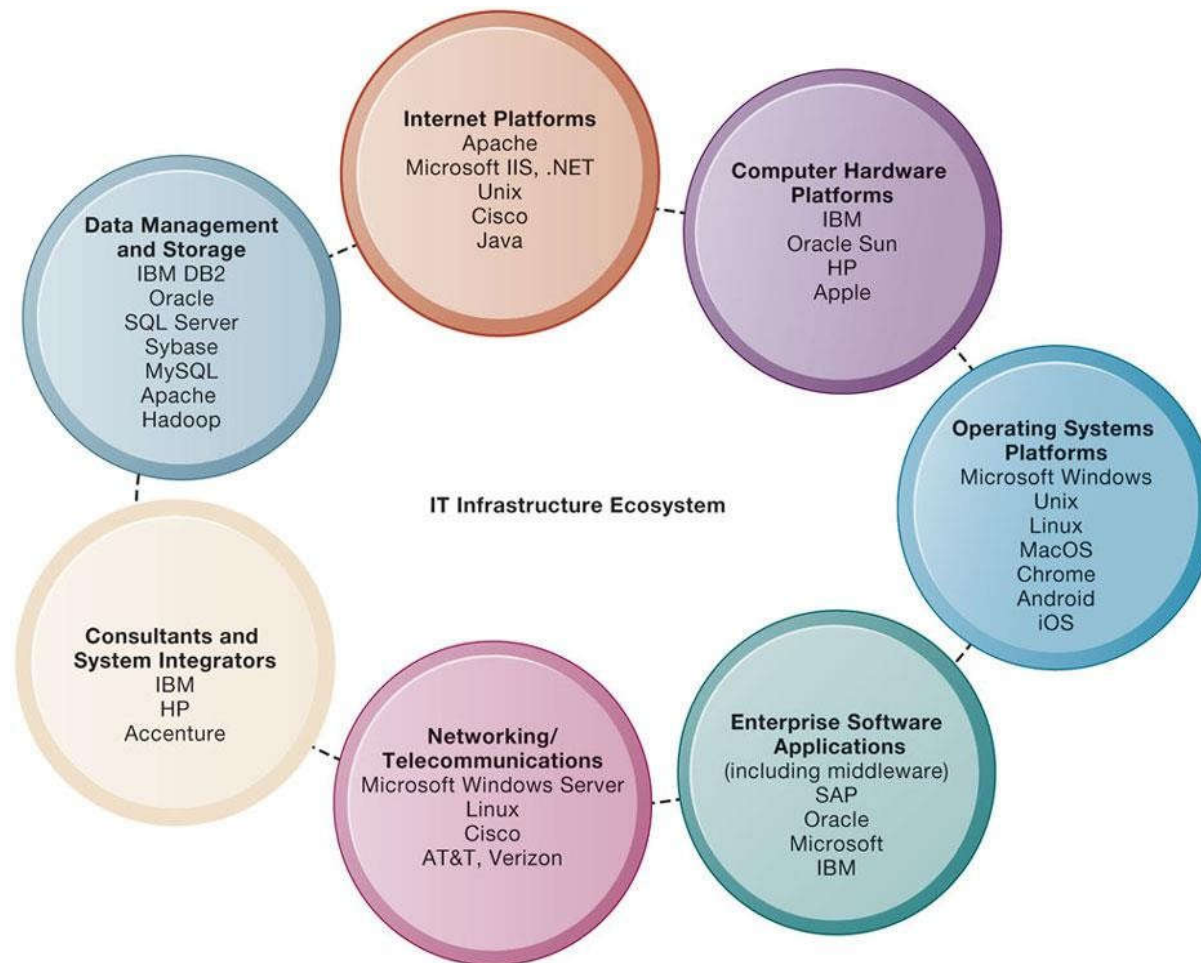 Internet Platforms
Apache
Microsoft IIS, .NET
Unix
Cisco
Java
Computer Hardware
Platforms
IBM
Oracle Sun
HP
Apple
Data Management
and Storage
IBM DB2
Oracle
SQL Server
Sybase
MySQL
Apache
Hadoop
Operating Systems
Platforms
Microsoft Windows
Unix
Linux
MacOS
Chrome
Android
iOS
IT Infrastructure Ecosystem
Consultants and
System Integrators
IBM
HP
Accenture
Networking/
Telecommunications
Microsoft Windows Server
Linux
Cisco
AT&T, Verizon
Enterprise Software
Applications
(including middleware)
SAP
Oracle
Microsoft
IBM